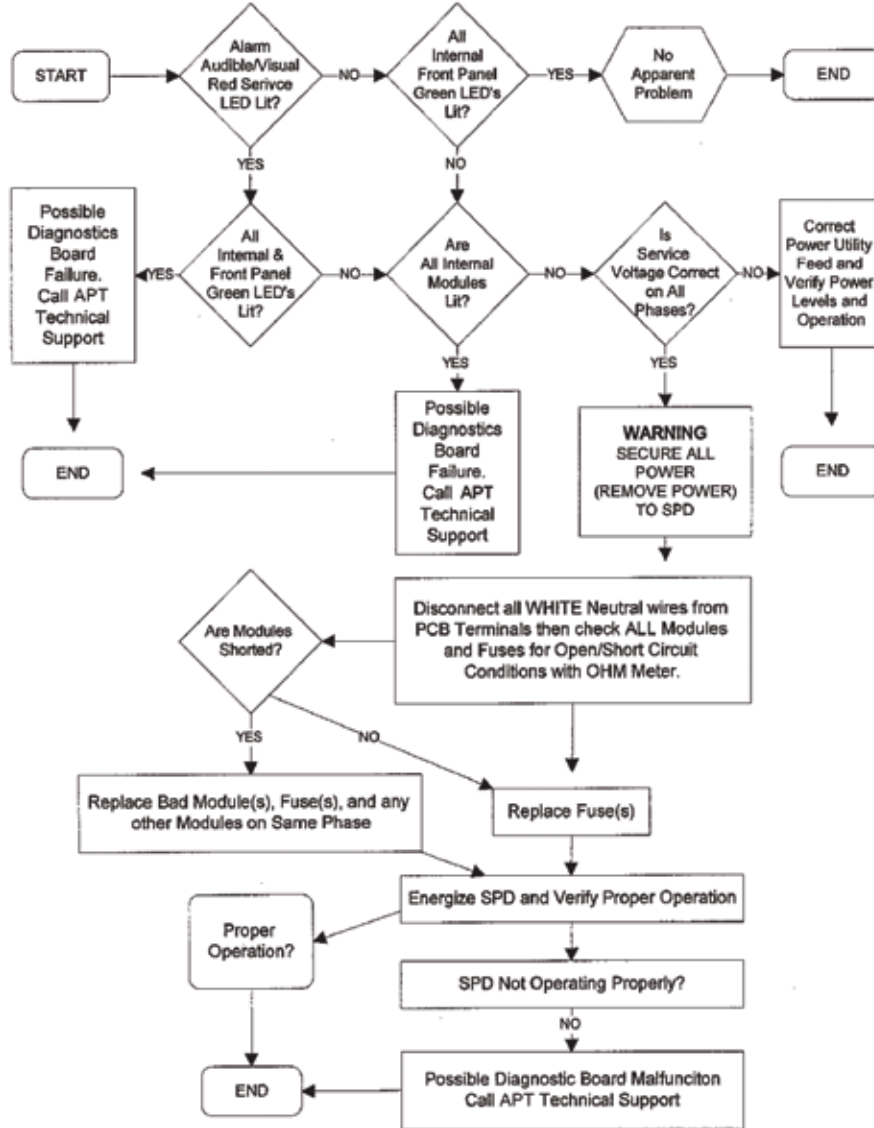 START
Alarm
Audible/Visual
Red Serivce
LED Lit?
NO
All
Internal
Front Panel
Green LED's
Lit?
YES
No
Apparent
Problem
END
YES
NO
Possible
Diagnostics
Board
Failure.
Call APT
Technical
Support
YES
All
Internal &
Front Panel
Green LED's
Lit?
NO
Are
All Internal
Modules
Lit?
NO
Is
Service
Voltage Correct
on All
Phases?
NO
Correct
Power Utility
Feed and
Verify Power
Levels and
Operation
YES
YES
END
Possible
Diagnostics
Board
Failure.
Call APT
Technical
Support
WARNING
SECURE ALL
POWER
(REMOVE POWER)
TO SPD
END
Are Modules
Shorted?
Disconnect all WHITE Neutral wires from
PCB Terminals then check ALL Modules
and Fuses for Open/Short Circuit
Conditions with OHM Meter.
YES
NO
Replace Bad Module(s), Fuse(s), and any
other Modules on Same Phase
Replace Fuse(s)
Energize SPD and Verify Proper Operation
Proper
Operation?
SPD Not Operating Properly?
NO
END
Possible Diagnostic Board Malfunciton
Call APT Technical Support